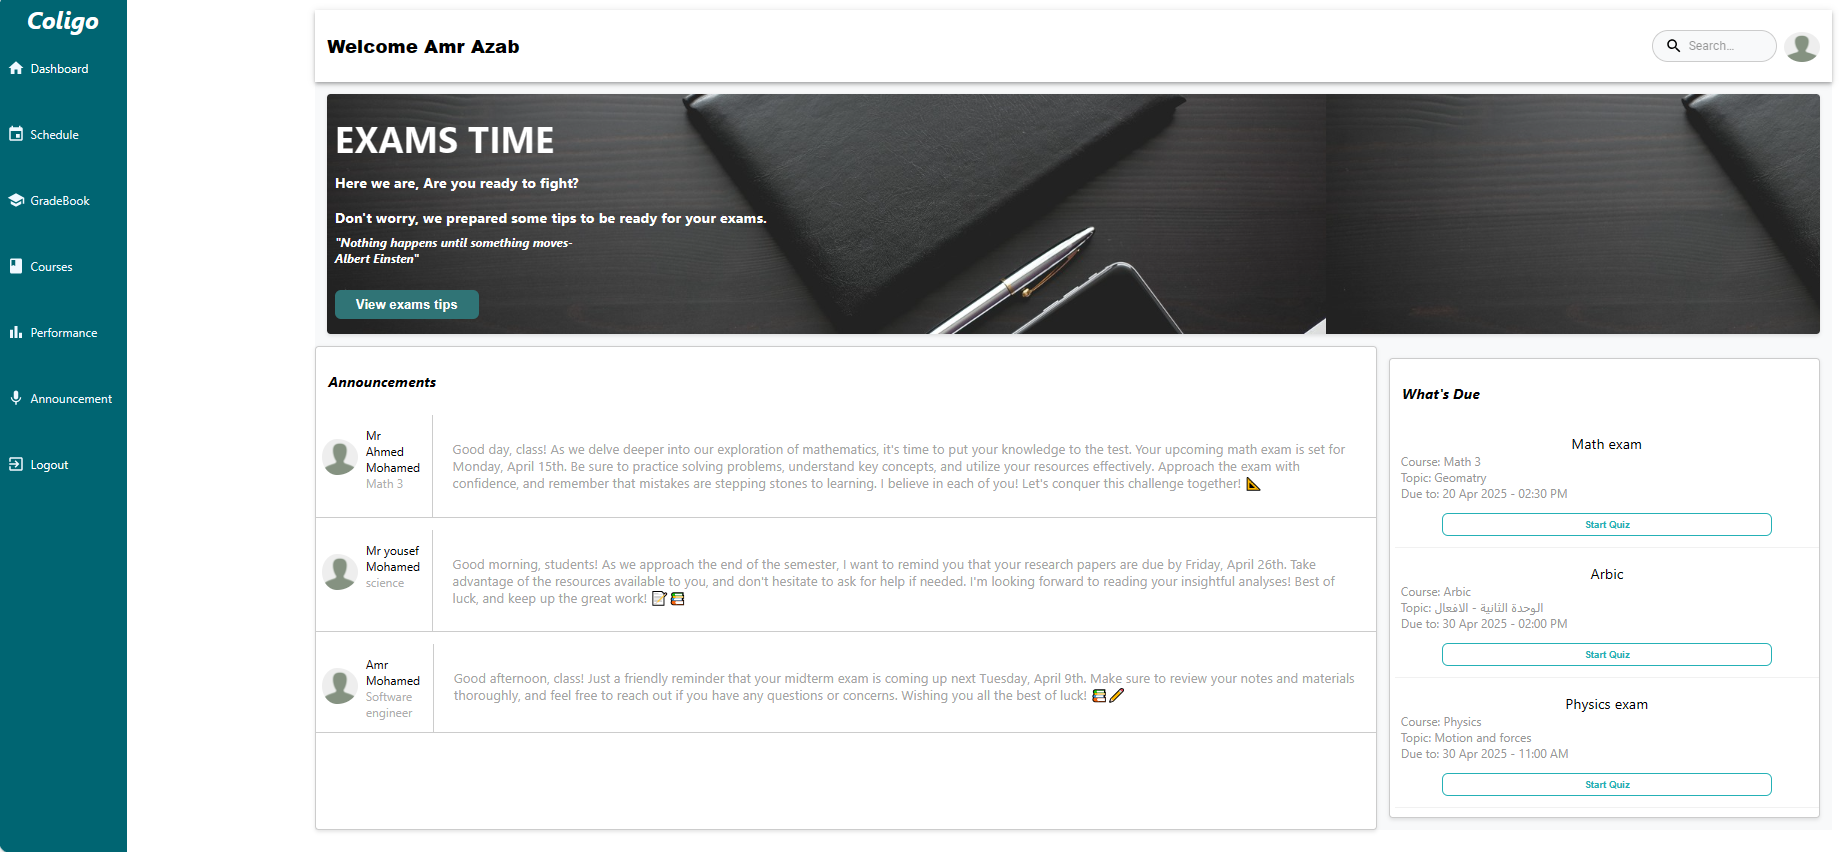 Coligo
Dashboard
Schedule
GradeBook
Courses
Performance
Announcement
Logout
Welcome Amr Azab
Search...
EXAMS TIME
Here we are, Are you ready to fight?
Don't worry, we prepared some tips to be ready for your exams.
"Nothing happens until something moves-
Albert Einsten"
View exams tips
Announcements
Mr
Ahmed
Mohamed
Math 3
Good day, class! As we delve deeper into our exploration of mathematics, it's time to put your knowledge to the test. Your upcoming math exam is set for
Monday, April 15th. Be sure to practice solving problems, understand key concepts, and utilize your resources effectively. Approach the exam with
confidence, and remember that mistakes are stepping stones to learning. I believe in each of you! Let's conquer this challenge together! 📐
Mr yousef
Mohamed
science
Good morning, students! As we approach the end of the semester, I want to remind you that your research papers are due by Friday, April 26th. Take
advantage of the resources available to you, and don't hesitate to ask for help if needed. I'm looking forward to reading your insightful analyses! Best of
luck, and keep up the great work! 📝📚
Amr
Mohamed
Software
engineer
Good afternoon, class! Just a friendly reminder that your midterm exam is coming up next Tuesday, April 9th. Make sure to review your notes and materials
thoroughly, and feel free to reach out if you have any questions or concerns. Wishing you all the best of luck! 📚✏️
What's Due
Math exam
Course: Math 3
Topic: Geomatry
Due to: 20 Apr 2025 - 02:30 PM
Start Quiz
Arbic
Course: Arbic
Topic: الوحدة الثانية - الافعال
Due to: 30 Apr 2025 - 02:00 PM
Start Quiz
Physics exam
Course: Physics
Topic: Motion and forces
Due to: 30 Apr 2025 - 11:00 AM
Start Quiz